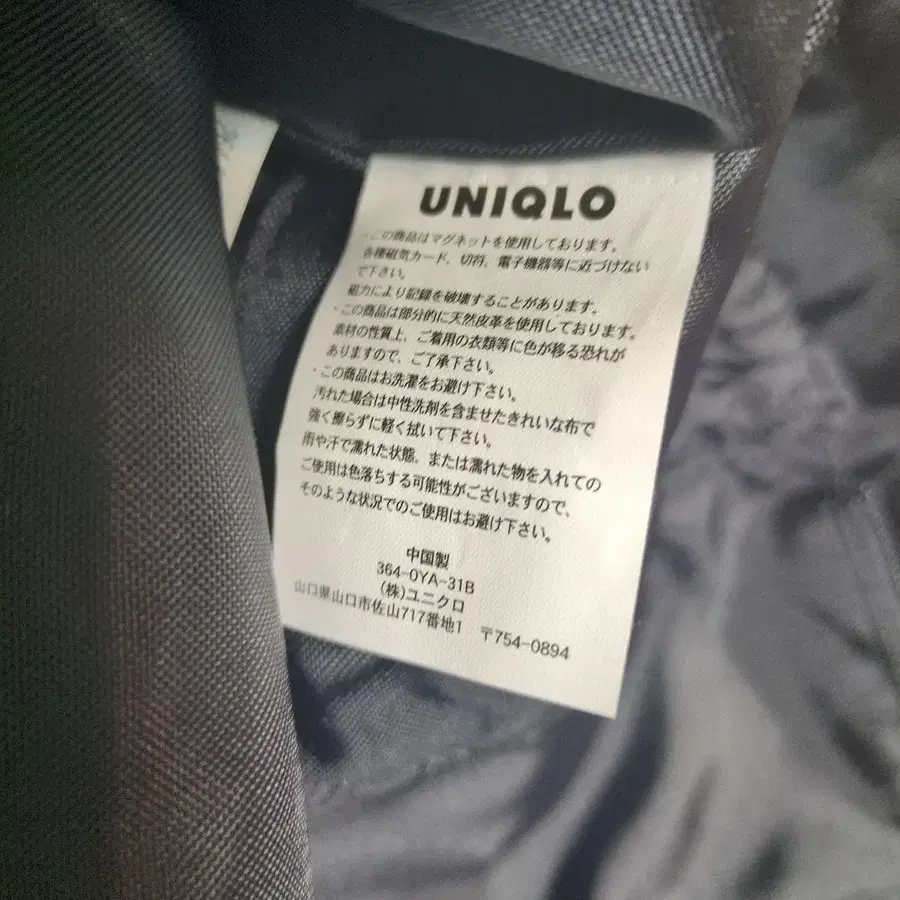 UNIQLO
・この商品はマグネットを使用しております。
各種磁気カード、切符、電子機器等に近づけない
で下さい。
磁力により記録を破壊することがあります。
・この商品は部分的に天然皮革を使用しております。
素材の性質上、ご着用の衣類等に色が移る恐れが
ありますので、ご了承下さい。
・この商品はお洗濯をお避け下さい。
汚れた場合は中性洗剤を含ませたきれいな布で
強く擦らずに軽く拭いて下さい。
雨や汗で濡れた状態、または濡れた物を入れての
ご使用は色落ちする可能性がございますので、
そのような状況でのご使用はお避け下さい。
中国製
364-0YA-31B
(株)ユニクロ
山口県山口市佐山717番地1 〒754-0894